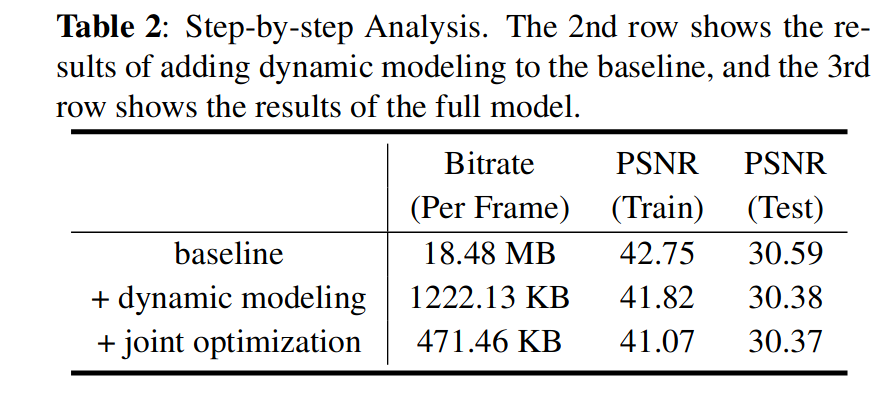 Table 2: Step-by-step Analysis. The 2nd row shows the re-
sults of adding dynamic modeling to the baseline, and the 3rd
row shows the results of the full model.
Bitrate PSNR PSNR
(Per Frame) (Train) (Test)
baseline 18.48 MB 42.75 30.59
+ dynamic modeling 1222.13 KB 41.82 30.38
+ joint optimization 471.46 KB 41.07 30.37